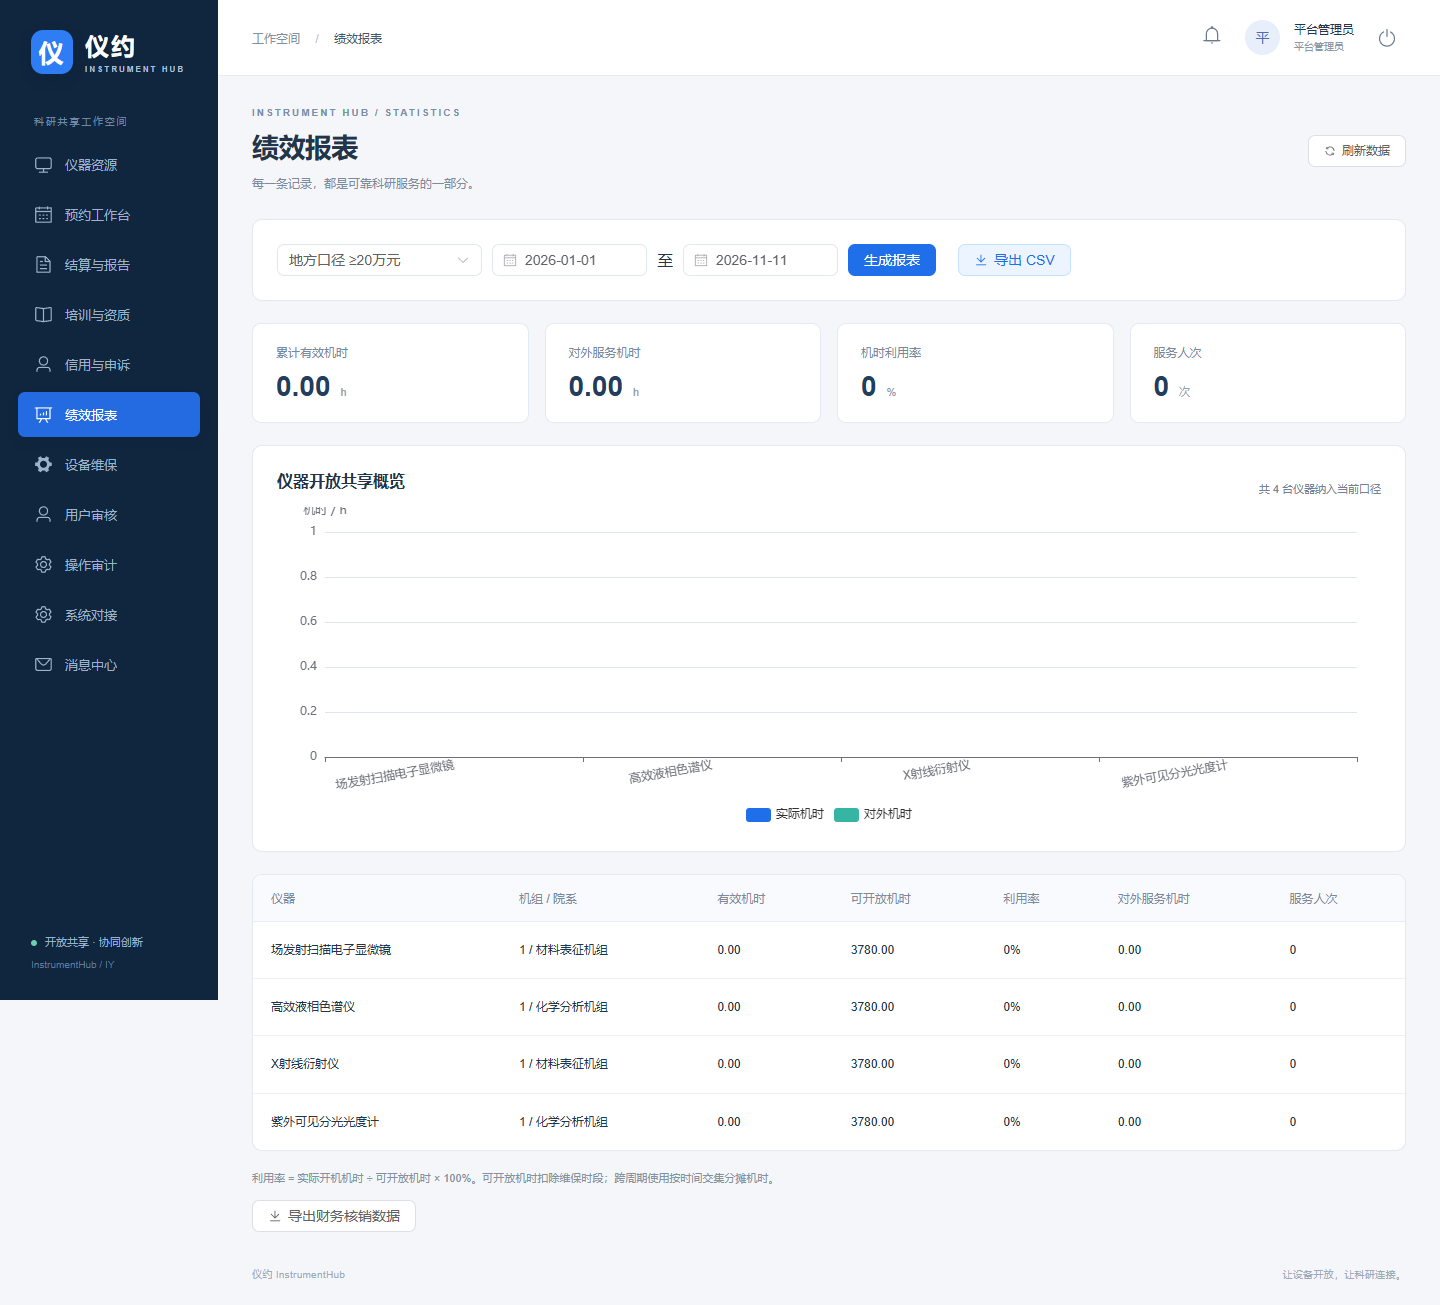 仪 仪约
INSTRUMENT HUB
科研共享工作空间
仪器资源
预约工作台
结算与报告
培训与资质
信用与申诉
绩效报表
设备维保
用户审核
操作审计
系统对接
消息中心
开放共享 · 协同创新
InstrumentHub / IY
工作空间 / 绩效报表
平 平台管理员
平台管理员
INSTRUMENT HUB / STATISTICS
绩效报表
每一条记录，都是可靠科研服务的一部分。
刷新数据
地方口径 ≥20万元 2026-01-01 至 2026-11-11 生成报表 导出 CSV
累计有效机时 对外服务机时 机时利用率 服务人次
0.00 h 0.00 h 0 % 0 次
仪器开放共享概览
共 4 台仪器纳入当前口径
机时 / h
1
0.8
0.6
0.4
0.2
0
场发射扫描电子显微镜 高效液相色谱仪 X射线衍射仪 紫外可见分光光度计
实际机时 对外机时
仪器 机组 / 院系 有效机时 可开放机时 利用率 对外服务机时 服务人次
场发射扫描电子显微镜 1 / 材料表征机组 0.00 3780.00 0% 0.00 0
高效液相色谱仪 1 / 化学分析机组 0.00 3780.00 0% 0.00 0
X射线衍射仪 1 / 材料表征机组 0.00 3780.00 0% 0.00 0
紫外可见分光光度计 1 / 化学分析机组 0.00 3780.00 0% 0.00 0
利用率 = 实际开机机时 ÷ 可开放机时 × 100%。可开放机时扣除维保时段；跨周期使用按时间交集分摊机时。
导出财务核销数据
仪约 InstrumentHub
让设备开放，让科研连接。